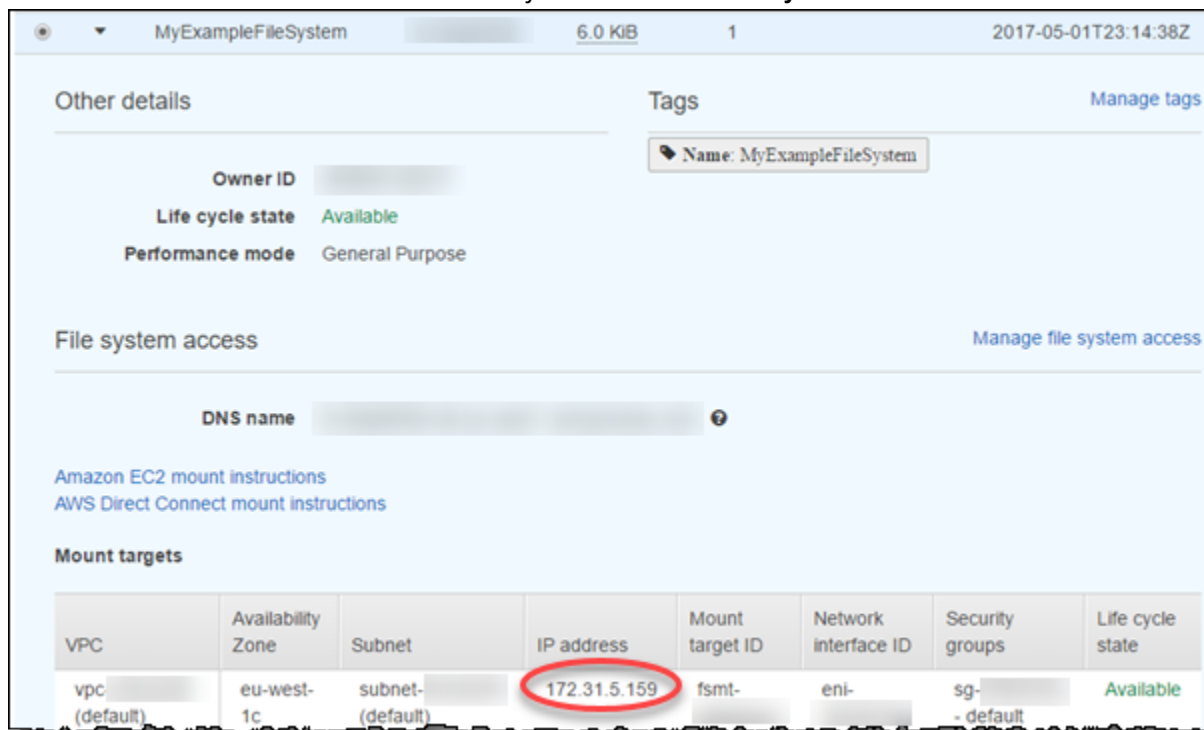 MyExampleFileSystem 6.0 KiB 1 2017-05-01T23:14:38Z
Other details
Tags
Manage tags
Name: MyExampleFileSystem
Owner ID
Life cycle state Available
Performance mode General Purpose
File system access
Manage file system access
DNS name
Amazon EC2 mount instructions
AWS Direct Connect mount instructions
Mount targets
VPC
Availability
Zone
Subnet
IP address
Mount
target ID
Network
interface ID
Security
groups
Life cycle
state
vpc-
(default)
eu-west-
1c
subnet-
(default)
172.31.5.159
fsmt-
eni-
sg-
- default
Available